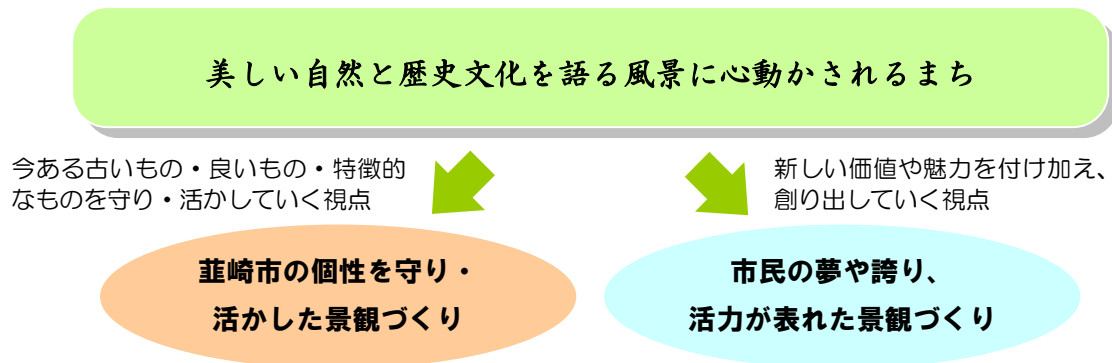 美しい自然と歴史文化を語る風景に心動かされるまち
今ある古いもの・良いもの・特徴的
なものを守り・活かしていく視点
新しい価値や魅力を付け加え、
創り出していく視点
韮崎市の個性を守り・
活かした景観づくり
市民の夢や誇り、
活力が表れた景観づくり